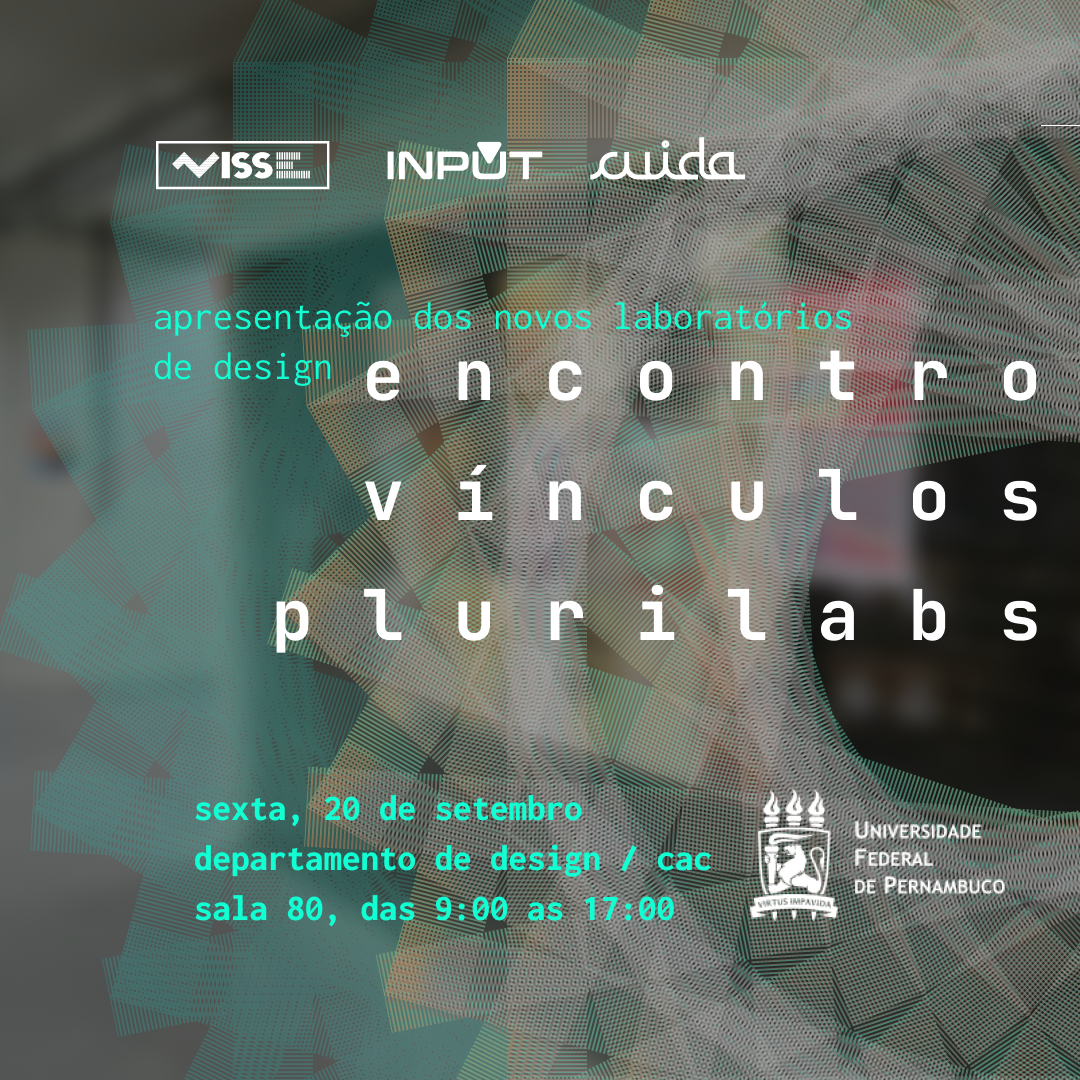 VISSE
INPUT
cuida
apresentação dos novos laboratórios
de design
encontro
vínculos
plurilabs
sexta, 20 de setembro
departamento de design / cac
sala 80, das 9:00 as 17:00
UNIVERSIDADE
FEDERAL
DE PERNAMBUCO
VIRTUS IMPAVIDA